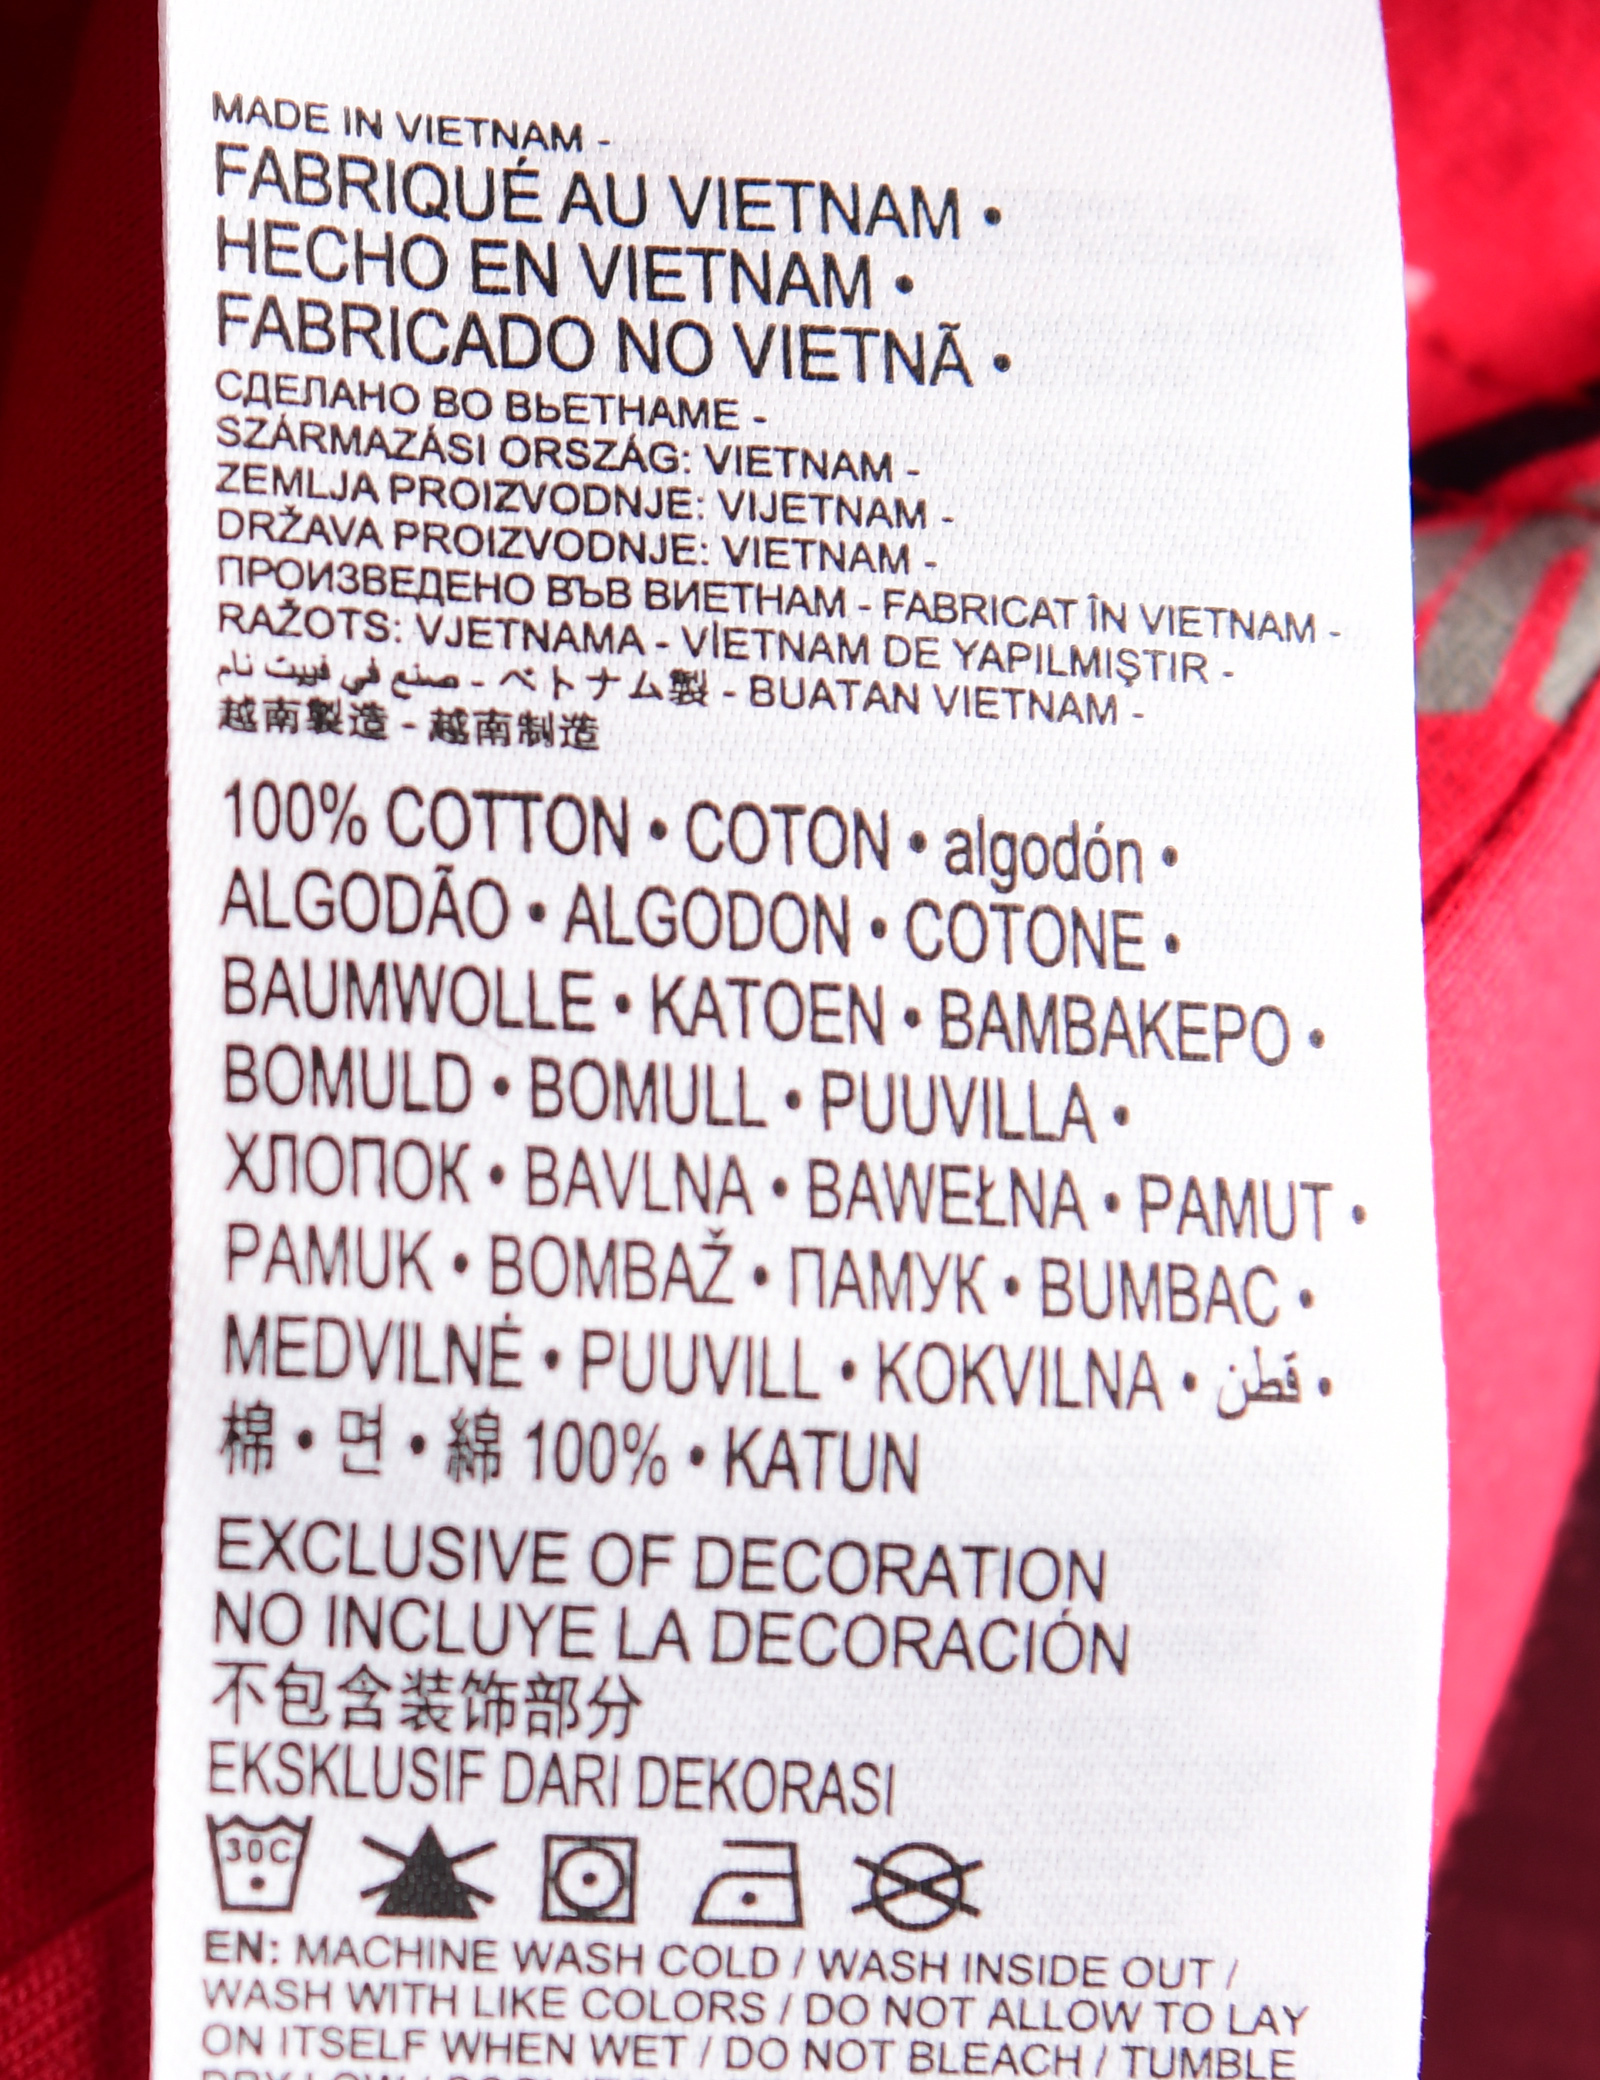 MADE IN VIETNAM -
FABRIQUÉ AU VIETNAM •
HECHO EN VIETNAM •
FABRICADO NO VIETNÃ •
СДЕЛАНО ВО ВЬЕТНАМЕ -
SZÁRMAZÁSI ORSZÁG: VIETNAM -
ZEMLJA PROIZVODNJE: VIJETNAM -
DRŽAVA PROIZVODNJE: VIETNAM -
ПРОИЗВЕДЕНО ВЪВ ВИЕТНАМ - FABRICAT ÎN VIETNAM -
RAŽOTS: VJETNAMA - VİETNAM DE YAPILMIŞTIR -
صنع في فييت نام - ベトナム製 - BUATAN VIETNAM -
越南製造 - 越南制造
100% COTTON • COTON • algodón •
ALGODÃO • ALGODON • COTONE •
BAUMWOLLE • KATOEN • ΒΑΜΒΑΚΕΡΟ •
BOMULD • BOMULL • PUUVILLA •
ХЛОПОК • BAVLNA • BAWEŁNA • PAMUT •
PAMUK • BOMBAŽ • ПАМУК • BUMBAC •
MEDVILNĖ • PUUVILL • KOKVILNA • قطن •
棉 • 면 • 綿 100% • KATUN
EXCLUSIVE OF DECORATION
NO INCLUYE LA DECORACIÓN
不包含装饰部分
EKSKLUSIF DARI DEKORASI
30C
EN: MACHINE WASH COLD / WASH INSIDE OUT /
WASH WITH LIKE COLORS / DO NOT ALLOW TO LAY
ON ITSELF WHEN WET / DO NOT BLEACH / TUMBLE